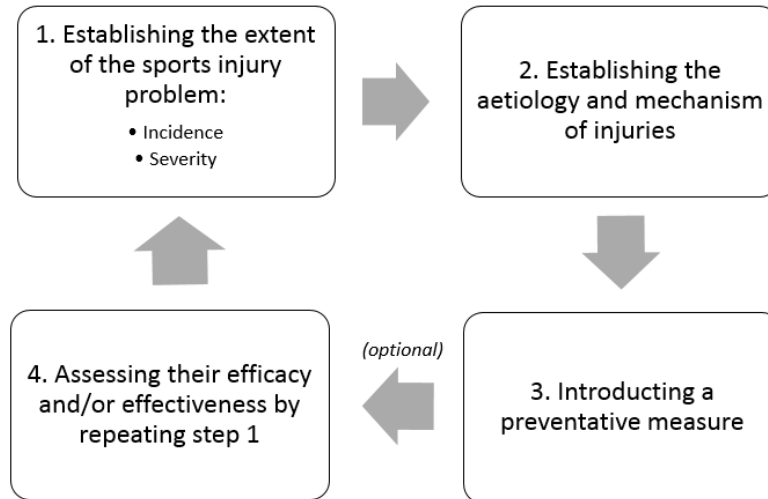 1. Establishing the extent
of the sports injury
problem:
• Incidence
• Severity
2. Establishing the
aetiology and mechanism
of injuries
3. Introducting a
preventative measure
(optional)
4. Assessing their efficacy
and/or effectiveness by
repeating step 1